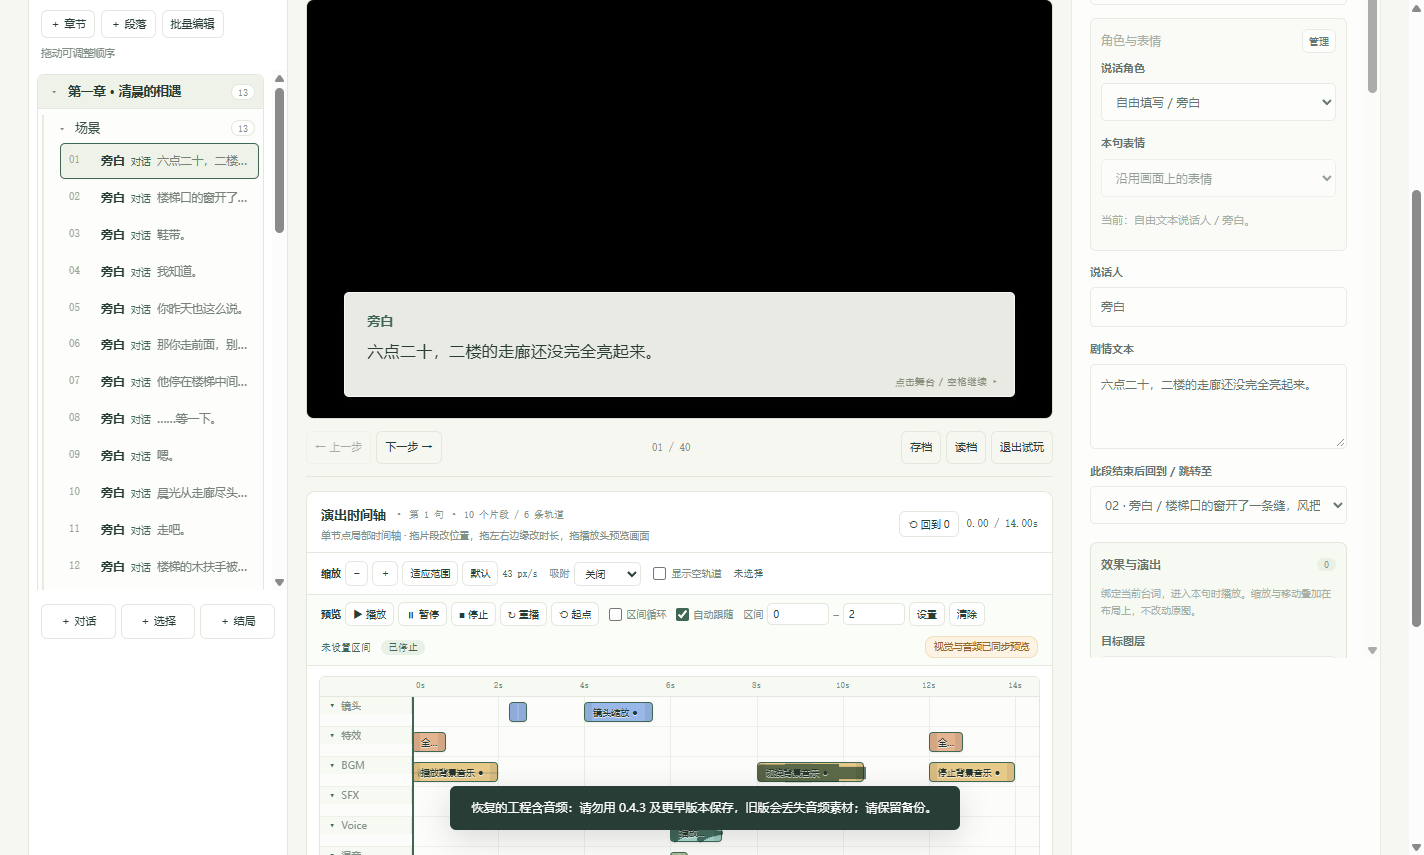 + 章节
+ 段落
批量编辑
拖动可调整顺序
第一章 • 清晨的相遇 13
场景 13
01 旁白 对话 六点二十，二楼...
02 旁白 对话 楼梯口的窗开了...
03 旁白 对话 鞋带。
04 旁白 对话 我知道。
05 旁白 对话 你昨天也这么说。
06 旁白 对话 那你走前面，别...
07 旁白 对话 他停在楼梯中间...
08 旁白 对话 ……等一下。
09 旁白 对话 嗯。
10 旁白 对话 晨光从走廊尽头...
11 旁白 对话 走吧。
12 旁白 对话 楼梯的木扶手被...
+ 对话
+ 选择
+ 结局
旁白
六点二十，二楼的走廊还没完全亮起来。
点击舞台 / 空格继续
← 上一步
下一步 →
01 / 40
存档
读档
退出试玩
演出时间轴 • 第 1 句 • 10 个片段 / 6 条轨道
单节点局部时间轴 · 拖片段改位置，拖左右边缘改时长，拖播放头预览画面
回到 0
0.00 / 14.00s
缩放 − + 适应范围 默认 43 px/s 吸附 关闭 显示空轨道 未选择
预览 ▶ 播放 ⏸ 暂停 ■ 停止 ↻ 重播 起点 区间循环 自动跟随 区间 0 — 2 设置 清除
未设置区间 已停止
视觉与音频已同步预览
0s 2s 4s 6s 8s 10s 12s 14s
镜头 镜头缩放 •
特效 全... 全...
BGM 播放背景音乐 • 切换背景音乐 • 停止背景音乐 •
SFX
恢复的工程含音频：请勿用 0.4.3 及更早版本保存，旧版会丢失音频素材；请保留备份。
Voice
角色与表情
管理
说话角色
自由填写 / 旁白
本句表情
沿用画面上的表情
当前：自由文本说话人 / 旁白。
说话人
旁白
剧情文本
六点二十，二楼的走廊还没完全亮起来。
此段结束后回到 / 跳转至
02 · 旁白 / 楼梯口的窗开了一条缝，风把
效果与演出 0
绑定当前台词，进入本句时播放。缩放与移动叠加在
布局上，不改动原图。
目标图层